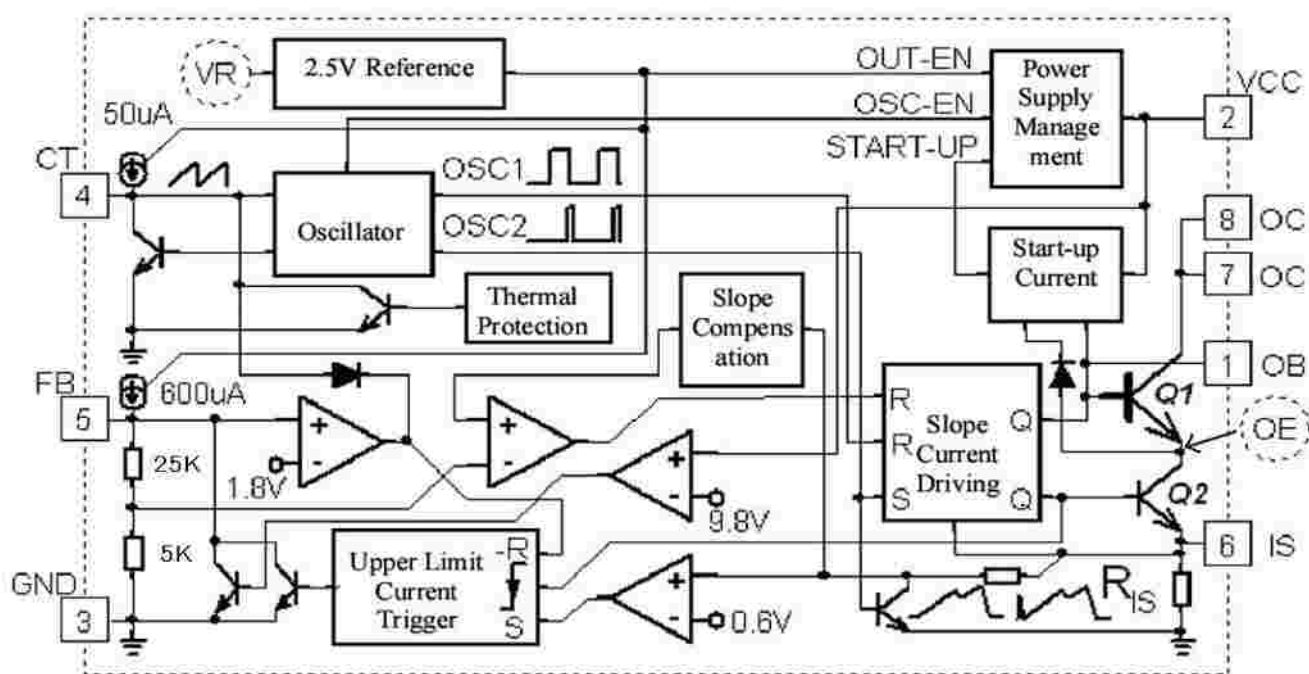 VR
2.5V Reference
OUT-EN
Power
Supply
Manage
ment
VCC
2
50uA
OSC-EN
CT
4
START-UP
OSC1
Oscillator
OSC2
8
OC
Start-up
Current
7
OC
Thermal
Protection
Slope
Compens
ation
FB
600uA
5
1
OB
+
-
1.8V
+
-
R
R
S
Slope
Current
Driving
Q
Q
Q1
OE
25K
+
-
9.8V
Q2
5K
Upper Limit
Current
Trigger
-R
S
6
IS
GND
3
+
-
0.6V
RIS